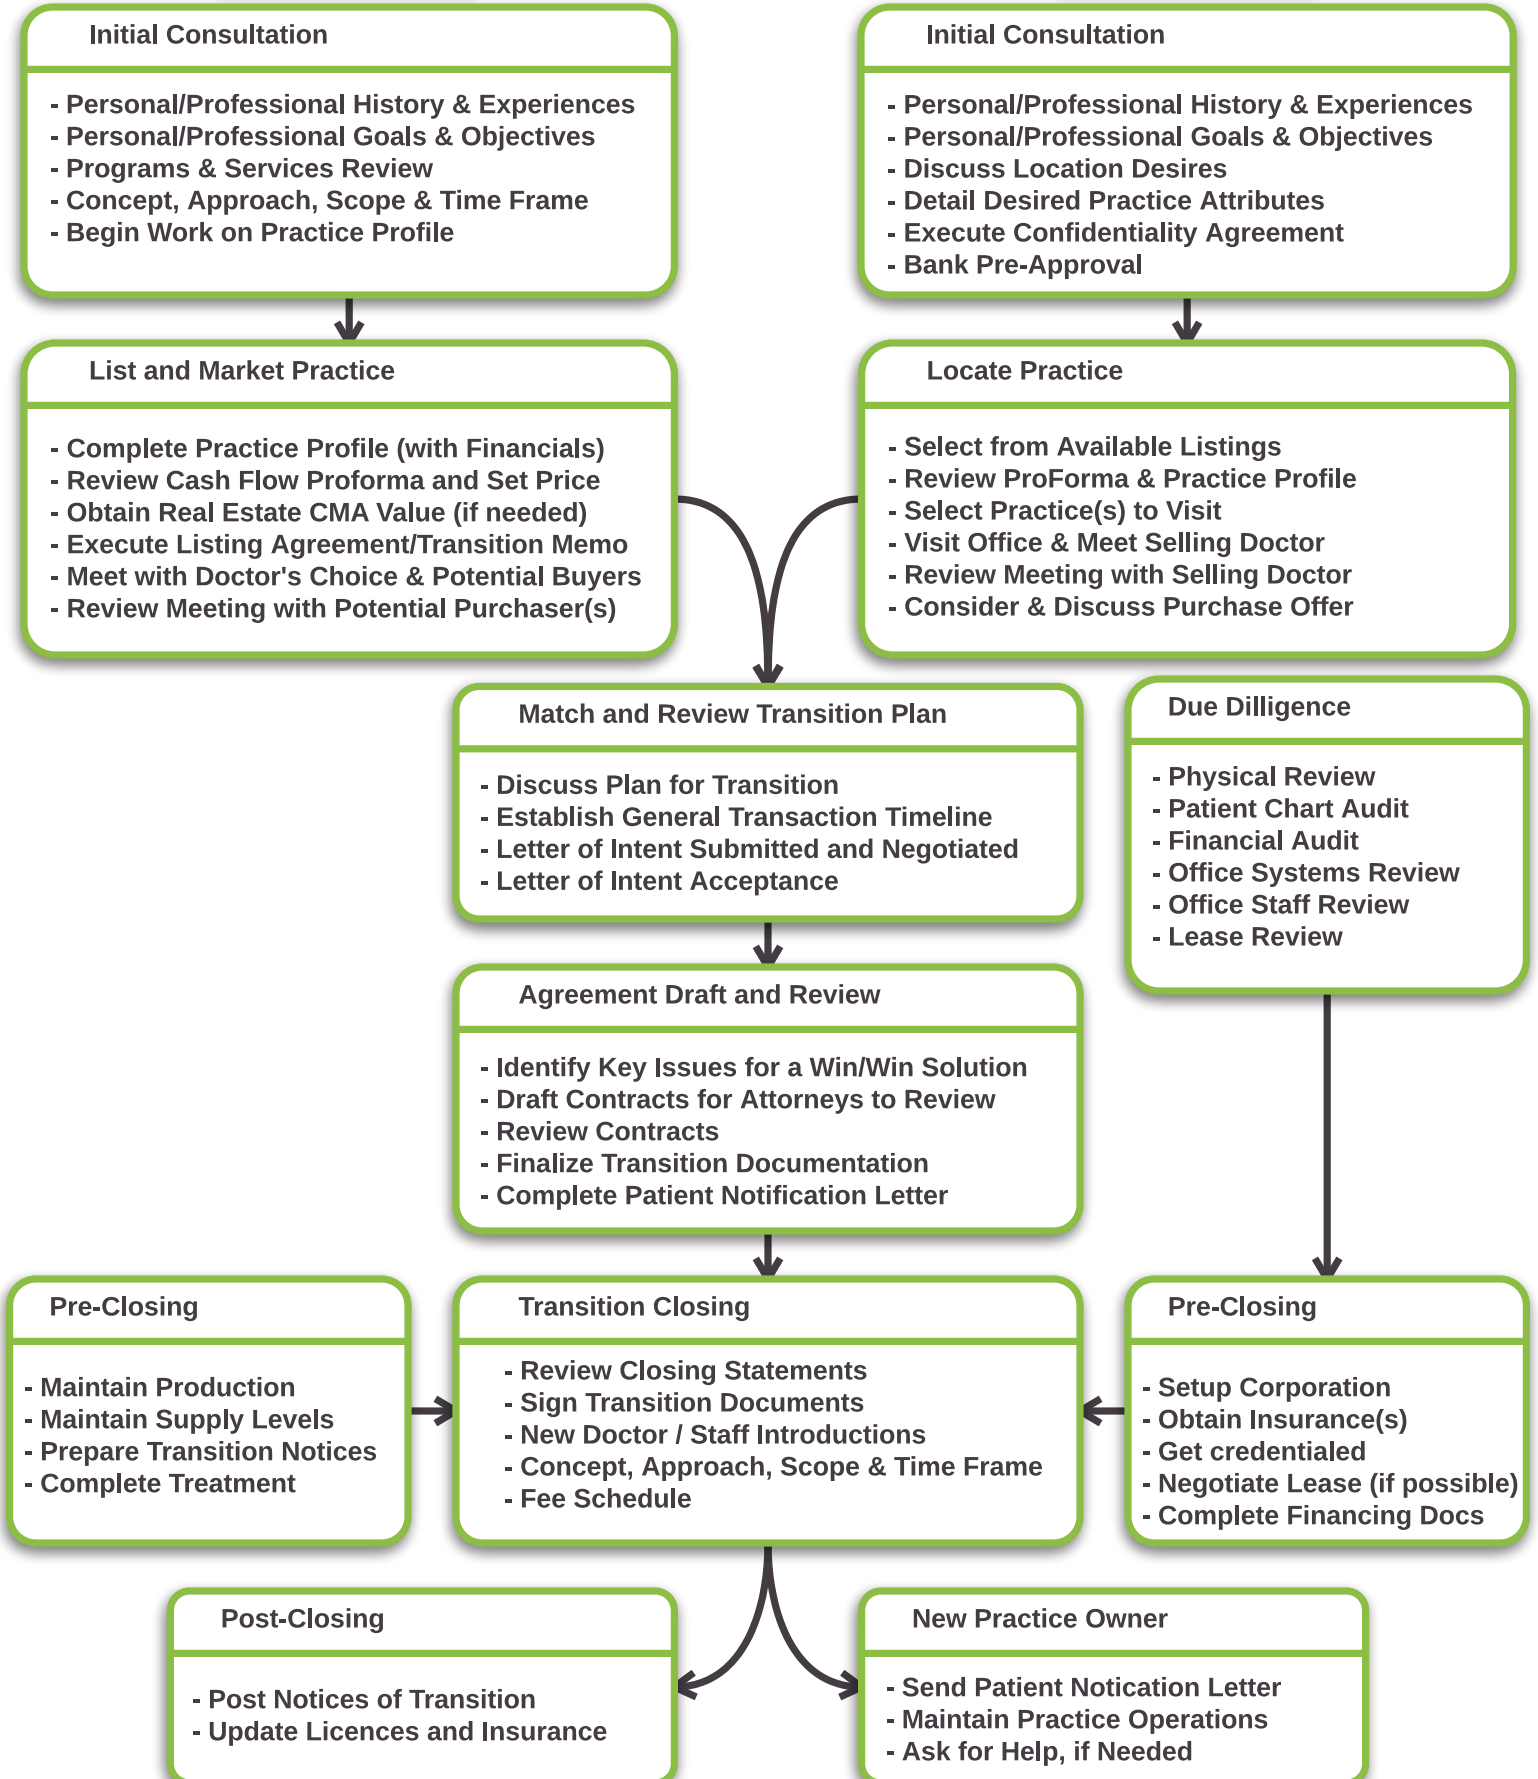 Initial Consultation
- Personal/Professional History & Experiences
- Personal/Professional Goals & Objectives
- Programs & Services Review
- Concept, Approach, Scope & Time Frame
- Begin Work on Practice Profile
Initial Consultation
- Personal/Professional History & Experiences
- Personal/Professional Goals & Objectives
- Discuss Location Desires
- Detail Desired Practice Attributes
- Execute Confidentiality Agreement
- Bank Pre-Approval
List and Market Practice
- Complete Practice Profile (with Financials)
- Review Cash Flow Proforma and Set Price
- Obtain Real Estate CMA Value (if needed)
- Execute Listing Agreement/Transition Memo
- Meet with Doctor's Choice & Potential Buyers
- Review Meeting with Potential Purchaser(s)
Locate Practice
- Select from Available Listings
- Review ProForma & Practice Profile
- Select Practice(s) to Visit
- Visit Office & Meet Selling Doctor
- Review Meeting with Selling Doctor
- Consider & Discuss Purchase Offer
Match and Review Transition Plan
- Discuss Plan for Transition
- Establish General Transaction Timeline
- Letter of Intent Submitted and Negotiated
- Letter of Intent Acceptance
Due Dilligence
- Physical Review
- Patient Chart Audit
- Financial Audit
- Office Systems Review
- Office Staff Review
- Lease Review
Agreement Draft and Review
- Identify Key Issues for a Win/Win Solution
- Draft Contracts for Attorneys to Review
- Review Contracts
- Finalize Transition Documentation
- Complete Patient Notification Letter
Pre-Closing
- Maintain Production
- Maintain Supply Levels
- Prepare Transition Notices
- Complete Treatment
Transition Closing
- Review Closing Statements
- Sign Transition Documents
- New Doctor / Staff Introductions
- Concept, Approach, Scope & Time Frame
- Fee Schedule
Pre-Closing
- Setup Corporation
- Obtain Insurance(s)
- Get credentialed
- Negotiate Lease (if possible)
- Complete Financing Docs
Post-Closing
- Post Notices of Transition
- Update Licences and Insurance
New Practice Owner
- Send Patient Notication Letter
- Maintain Practice Operations
- Ask for Help, if Needed